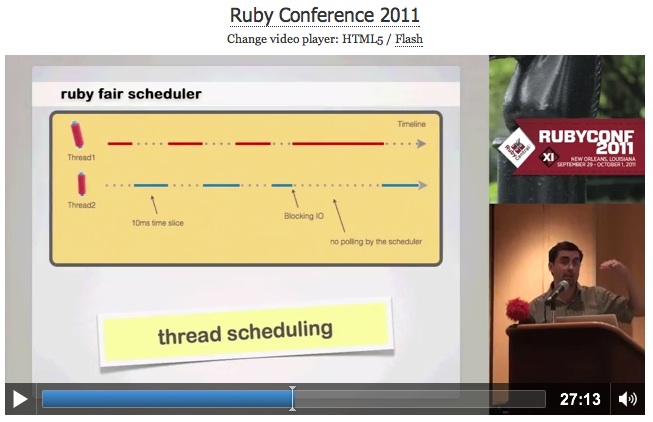 Ruby Conference 2011
Change video player: HTML5 / Flash
ruby fair scheduler
Timeline
Thread1
Thread2
10ms time slice
Blocking IO
no polling by the scheduler
thread scheduling
RUBYCONF
2011
XI
NEW ORLEANS, LOUISIANA
SEPTEMBER 29 - OCTOBER 1, 2011
27:13